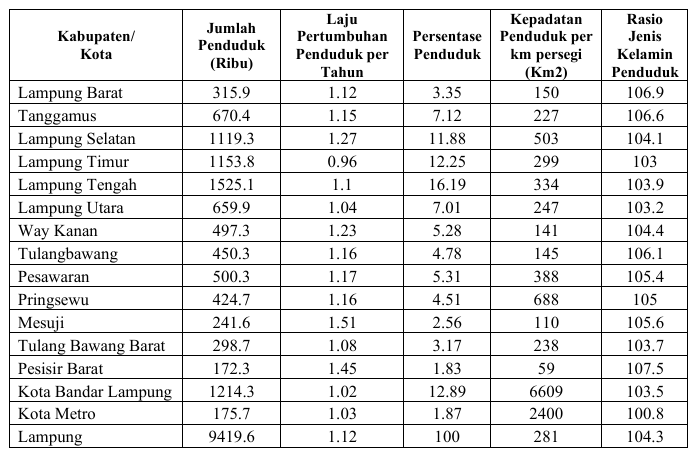 Kabupaten/ Kota | Jumlah Penduduk (Ribu) | Laju Pertumbuhan Penduduk per Tahun | Persentase Penduduk | Kepadatan Penduduk per km persegi (Km2) | Rasio Jenis Kelamin Penduduk
Lampung Barat | 315.9 | 1.12 | 3.35 | 150 | 106.9
Tanggamus | 670.4 | 1.15 | 7.12 | 227 | 106.6
Lampung Selatan | 1119.3 | 1.27 | 11.88 | 503 | 104.1
Lampung Timur | 1153.8 | 0.96 | 12.25 | 299 | 103
Lampung Tengah | 1525.1 | 1.1 | 16.19 | 334 | 103.9
Lampung Utara | 659.9 | 1.04 | 7.01 | 247 | 103.2
Way Kanan | 497.3 | 1.23 | 5.28 | 141 | 104.4
Tulangbawang | 450.3 | 1.16 | 4.78 | 145 | 106.1
Pesawaran | 500.3 | 1.17 | 5.31 | 388 | 105.4
Pringsewu | 424.7 | 1.16 | 4.51 | 688 | 105
Mesuji | 241.6 | 1.51 | 2.56 | 110 | 105.6
Tulang Bawang Barat | 298.7 | 1.08 | 3.17 | 238 | 103.7
Pesisir Barat | 172.3 | 1.45 | 1.83 | 59 | 107.5
Kota Bandar Lampung | 1214.3 | 1.02 | 12.89 | 6609 | 103.5
Kota Metro | 175.7 | 1.03 | 1.87 | 2400 | 100.8
Lampung | 9419.6 | 1.12 | 100 | 281 | 104.3